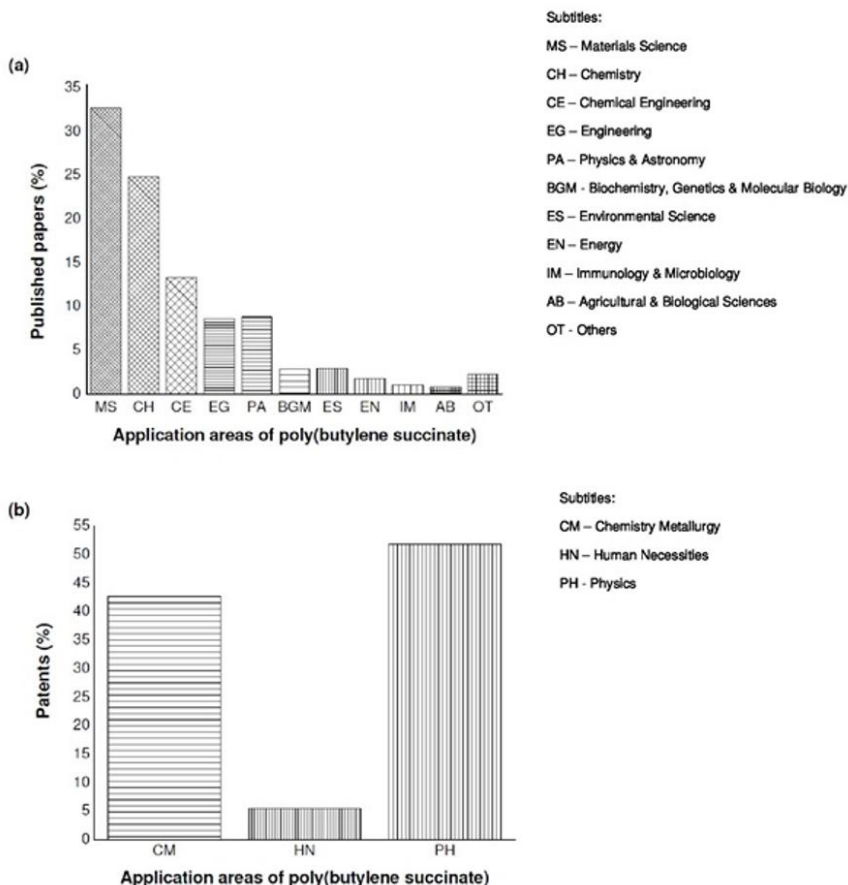 (a)
Published papers (%)
35
30
25
20
15
10
5
0
MS CH CE EG PA BGM ES EN IM AB OT
Application areas of poly(butylene succinate)
Subtitles:
MS – Materials Science
CH – Chemistry
CE – Chemical Engineering
EG – Engineering
PA – Physics & Astronomy
BGM - Biochemistry, Genetics & Molecular Biology
ES – Environmental Science
EN – Energy
IM – Immunology & Microbiology
AB – Agricultural & Biological Sciences
OT - Others
(b)
Patents (%)
55
50
45
40
35
30
25
20
15
10
5
0
CM HN PH
Application areas of poly(butylene succinate)
Subtitles:
CM – Chemistry Metallurgy
HN – Human Necessities
PH - Physics